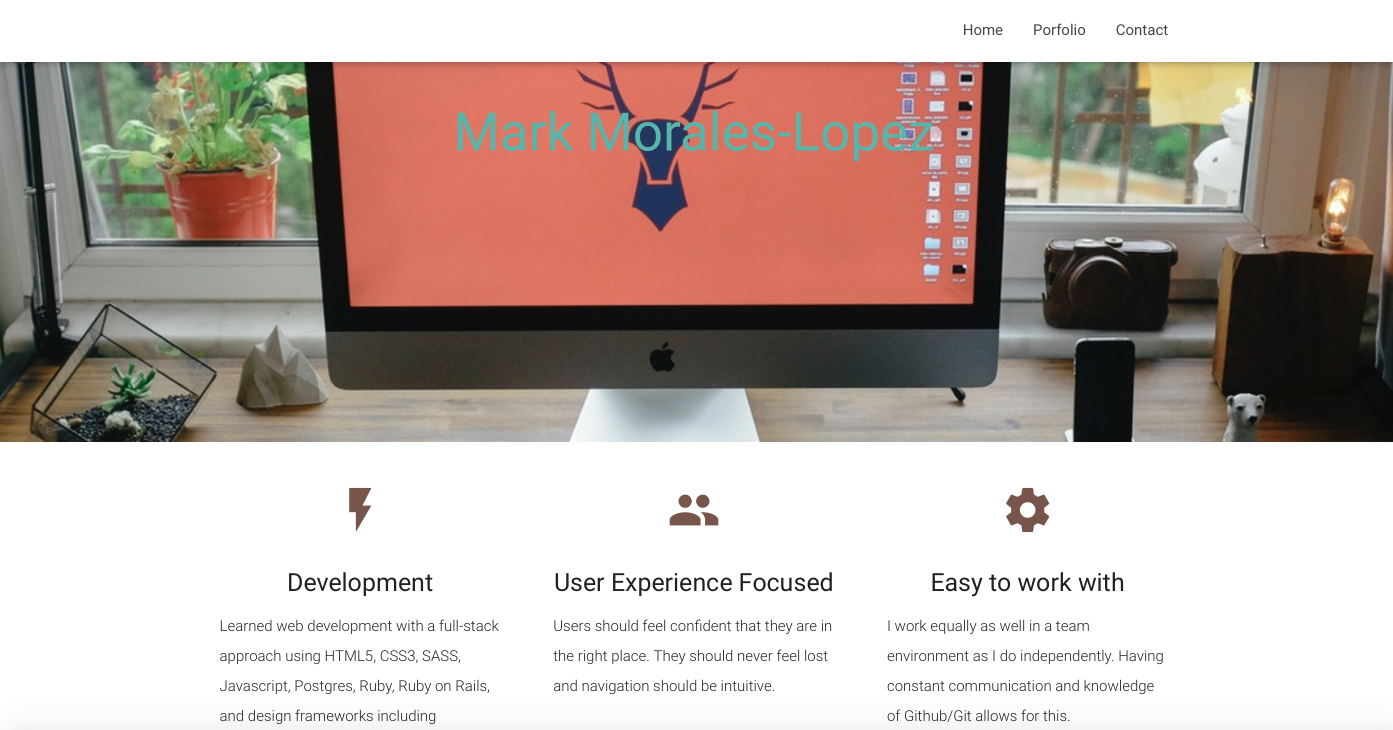 Home Porfolio Contact
Mark Morales-Lopez
Development
Learned web development with a full-stack
approach using HTML5, CSS3, SASS,
Javascript, Postgres, Ruby, Ruby on Rails,
and design frameworks including
User Experience Focused
Users should feel confident that they are in
the right place. They should never feel lost
and navigation should be intuitive.
Easy to work with
I work equally as well in a team
environment as I do independently. Having
constant communication and knowledge
of Github/Git allows for this.